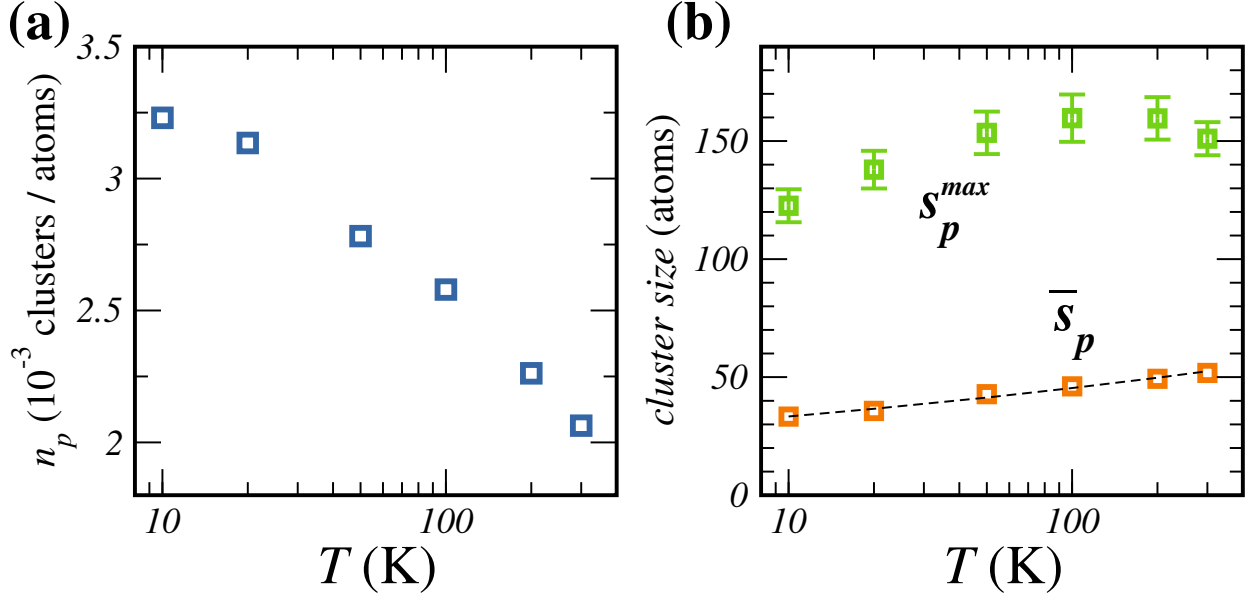 (a)
3.5
3
2.5
2
n_p (10^-3 clusters / atoms)
10 100
T (K)
(b)
150
100
50
0
cluster size (atoms)
s_p^max
s̅_p
10 100
T (K)